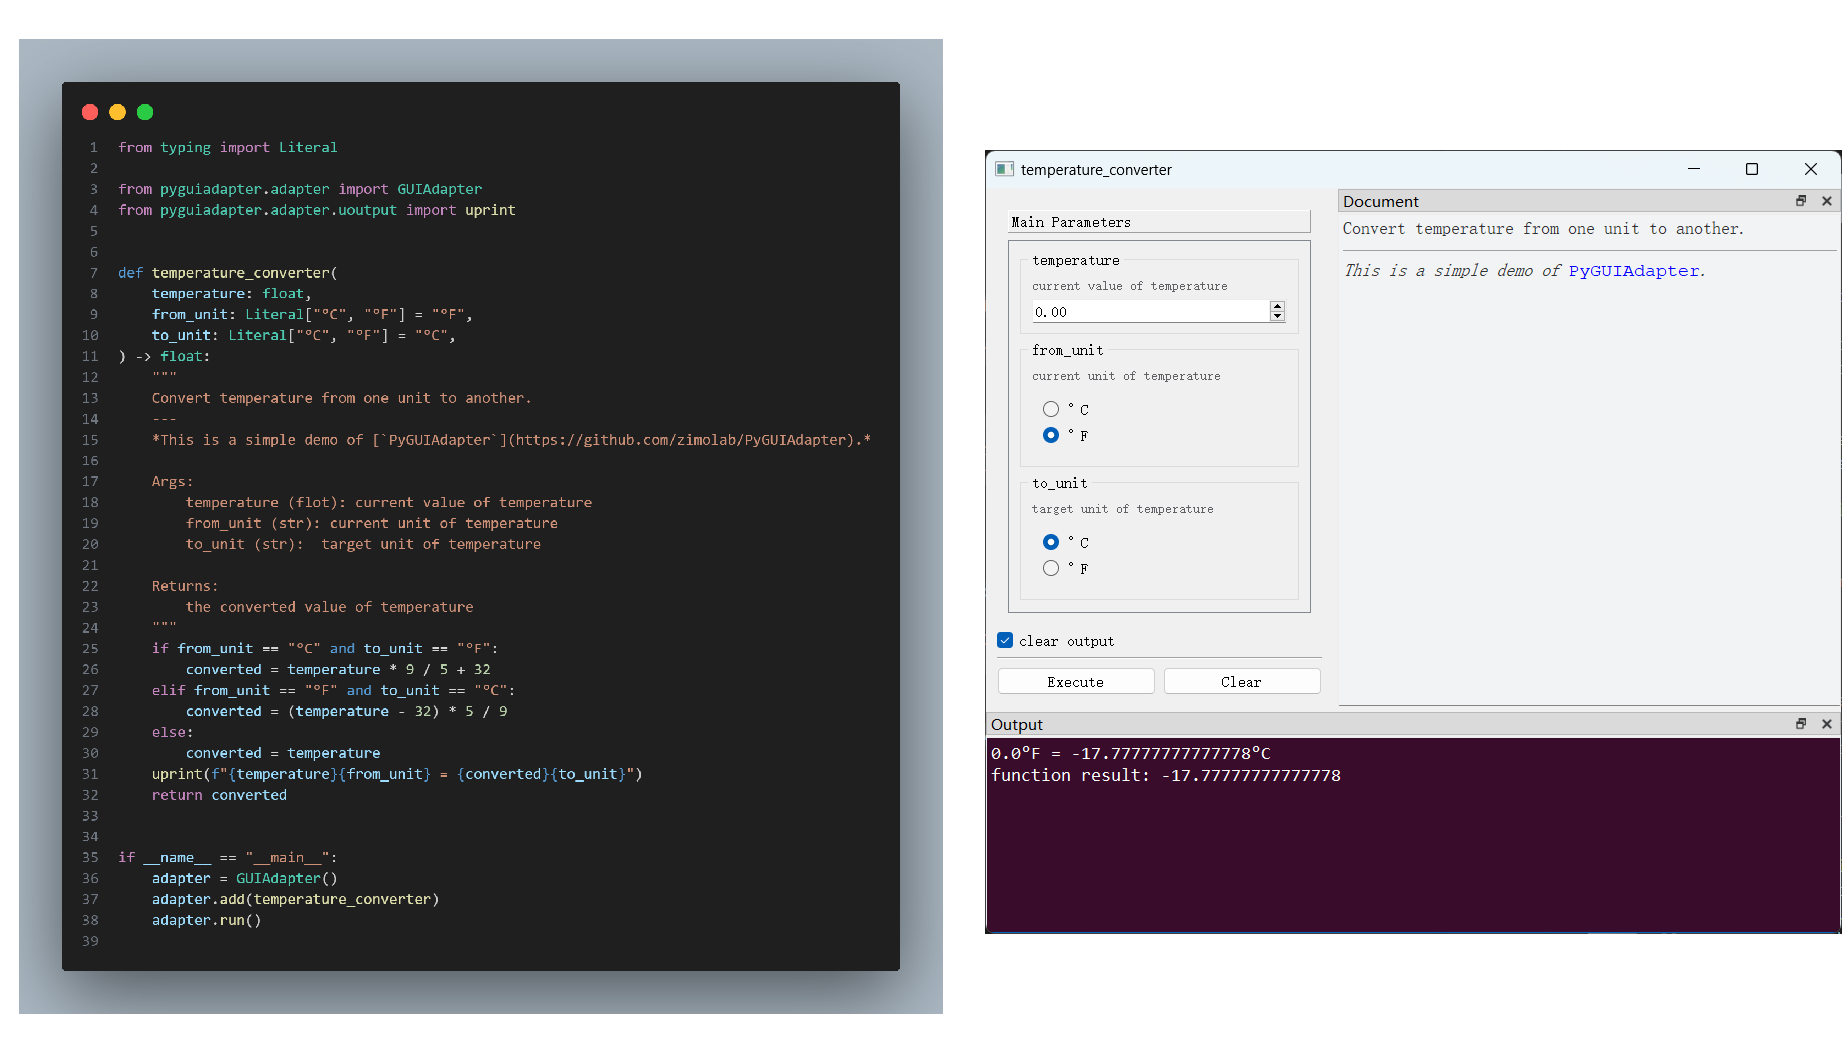 1 from typing import Literal
2
3 from pyguiadapter.adapter import GUIAdapter
4 from pyguiadapter.adapter.uoutput import uprint
5
6
7 def temperature_converter(
8     temperature: float,
9     from_unit: Literal["°C", "°F"] = "°F",
10     to_unit: Literal["°C", "°F"] = "°C",
11 ) -> float:
12     """
13     Convert temperature from one unit to another.
14     ---
15     *This is a simple demo of [`PyGUIAdapter`](https://github.com/zimolab/PyGUIAdapter).*
16
17     Args:
18         temperature (flot): current value of temperature
19         from_unit (str): current unit of temperature
20         to_unit (str):  target unit of temperature
21
22     Returns:
23         the converted value of temperature
24     """
25     if from_unit == "°C" and to_unit == "°F":
26         converted = temperature * 9 / 5 + 32
27     elif from_unit == "°F" and to_unit == "°C":
28         converted = (temperature - 32) * 5 / 9
29     else:
30         converted = temperature
31     uprint(f"{temperature}{from_unit} = {converted}{to_unit}")
32     return converted
33
34
35 if __name__ == "__main__":
36     adapter = GUIAdapter()
37     adapter.add(temperature_converter)
38     adapter.run()
39
temperature_converter
Main Parameters
temperature
current value of temperature
0.00
from_unit
current unit of temperature
°C
°F
to_unit
target unit of temperature
°C
°F
clear output
Execute Clear
Document
Convert temperature from one unit to another.
This is a simple demo of PyGUIAdapter.
Output
0.0°F = -17.77777777777778°C
function result: -17.77777777777778